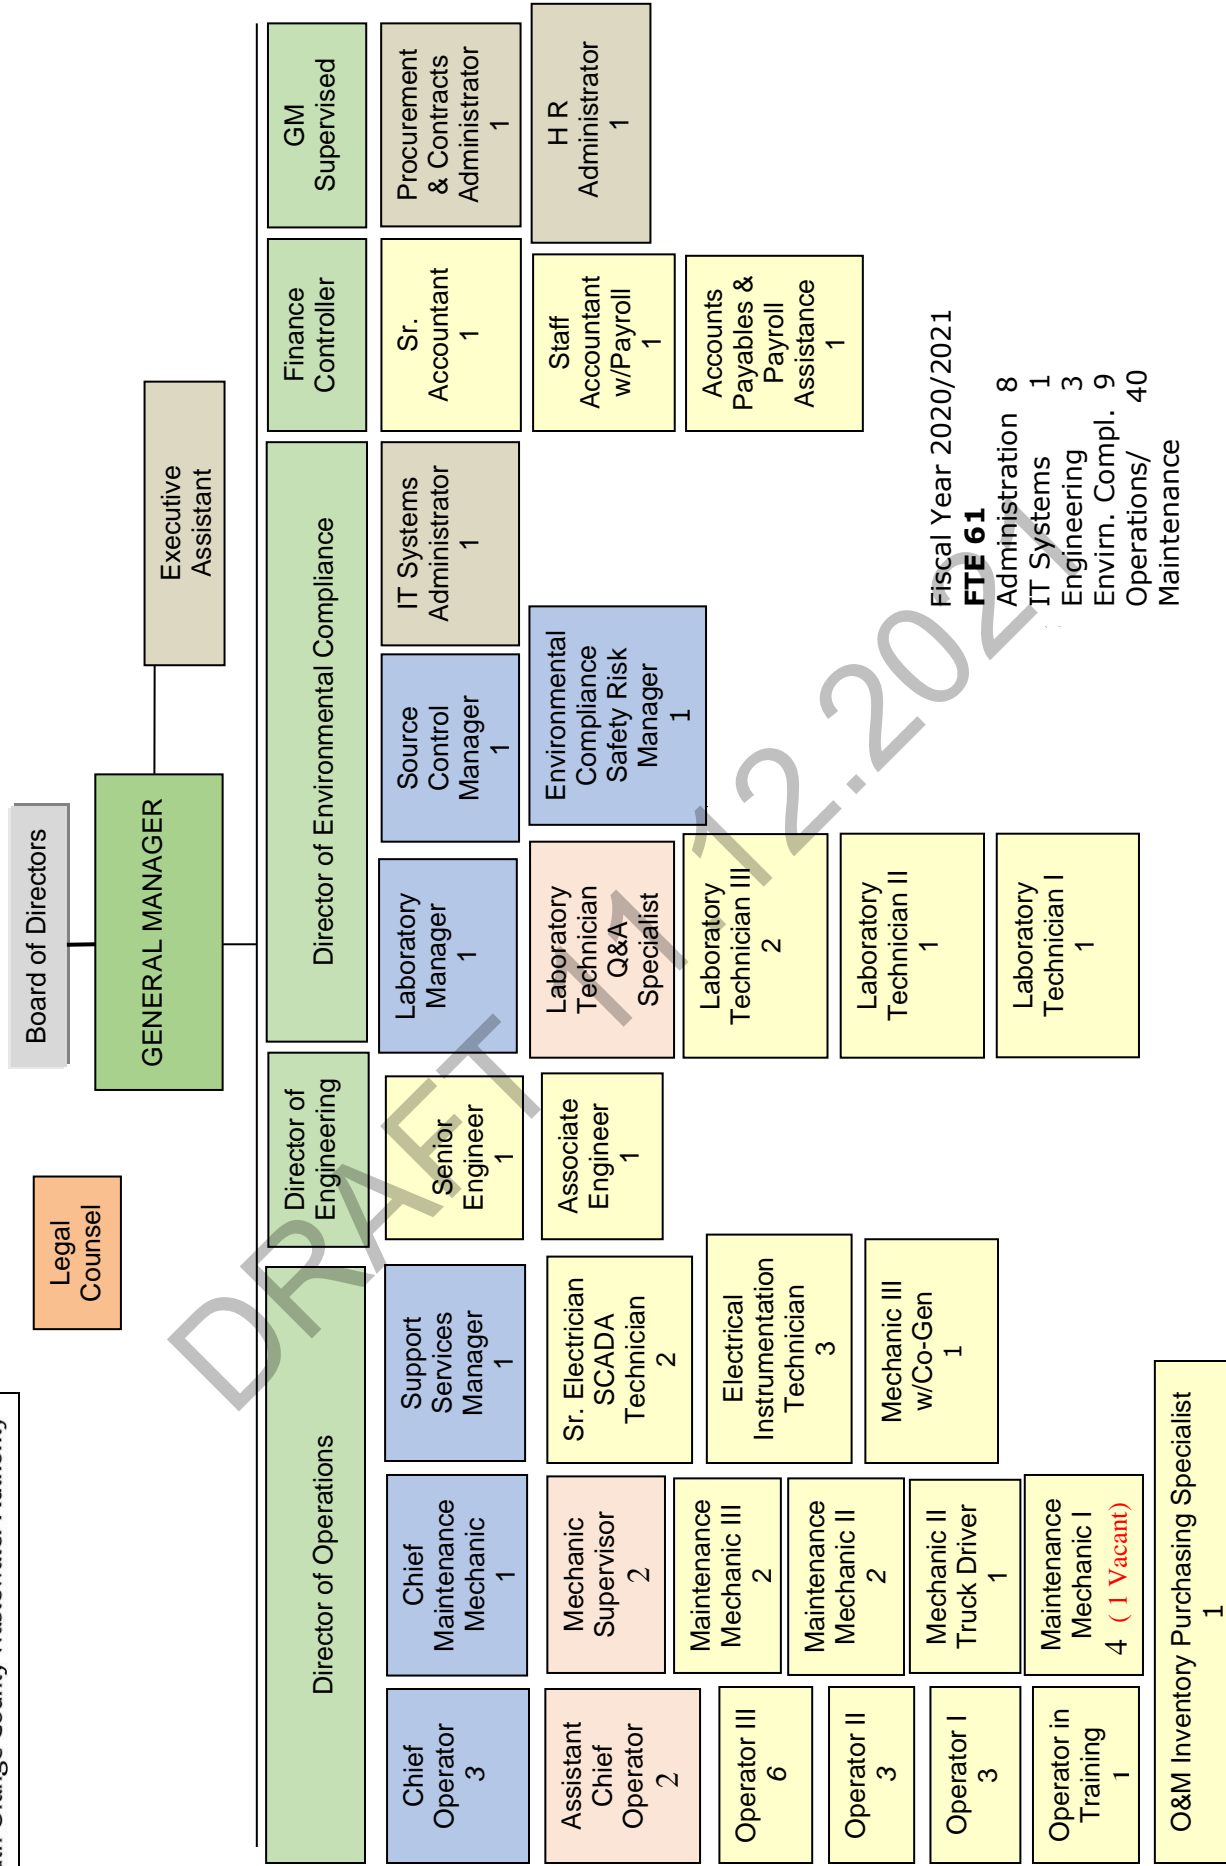 Orange County Wastewater Authority
Legal
Counsel
Board of Directors
GENERAL MANAGER
Executive
Assistant
Director of Operations
Director of
Engineering
Director of Environmental Compliance
Finance
Controller
GM
Supervised
Chief
Operator
3
Chief
Maintenance
Mechanic
1
Support
Services
Manager
1
Senior
Engineer
1
Laboratory
Manager
1
Source
Control
Manager
1
IT Systems
Administrator
1
Sr.
Accountant
1
Procurement
& Contracts
Administrator
1
Assistant
Chief
Operator
2
Mechanic
Supervisor
2
Sr. Electrician
SCADA
Technician
2
Associate
Engineer
1
Laboratory
Technician
Q&A
Specialist
Environmental
Compliance
Safety Risk
Manager
1
Staff
Accountant
w/Payroll
1
H R
Administrator
1
Operator III
6
Maintenance
Mechanic III
2
Electrical
Instrumentation
Technician
3
Laboratory
Technician III
2
Accounts
Payables &
Payroll
Assistance
1
Operator II
3
Maintenance
Mechanic II
2
Mechanic III
w/Co-Gen
1
Laboratory
Technician II
1
Operator I
3
Mechanic II
Truck Driver
1
Laboratory
Technician I
1
Operator in
Training
1
Maintenance
Mechanic I
4 ( 1 Vacant)
O&M Inventory Purchasing Specialist
1
Fiscal Year 2020/2021
FTE 61
Administration 8
IT Systems 1
Engineering 3
Envirn. Compl. 9
Operations/ 40
Maintenance
DRAFT 11.12.2021